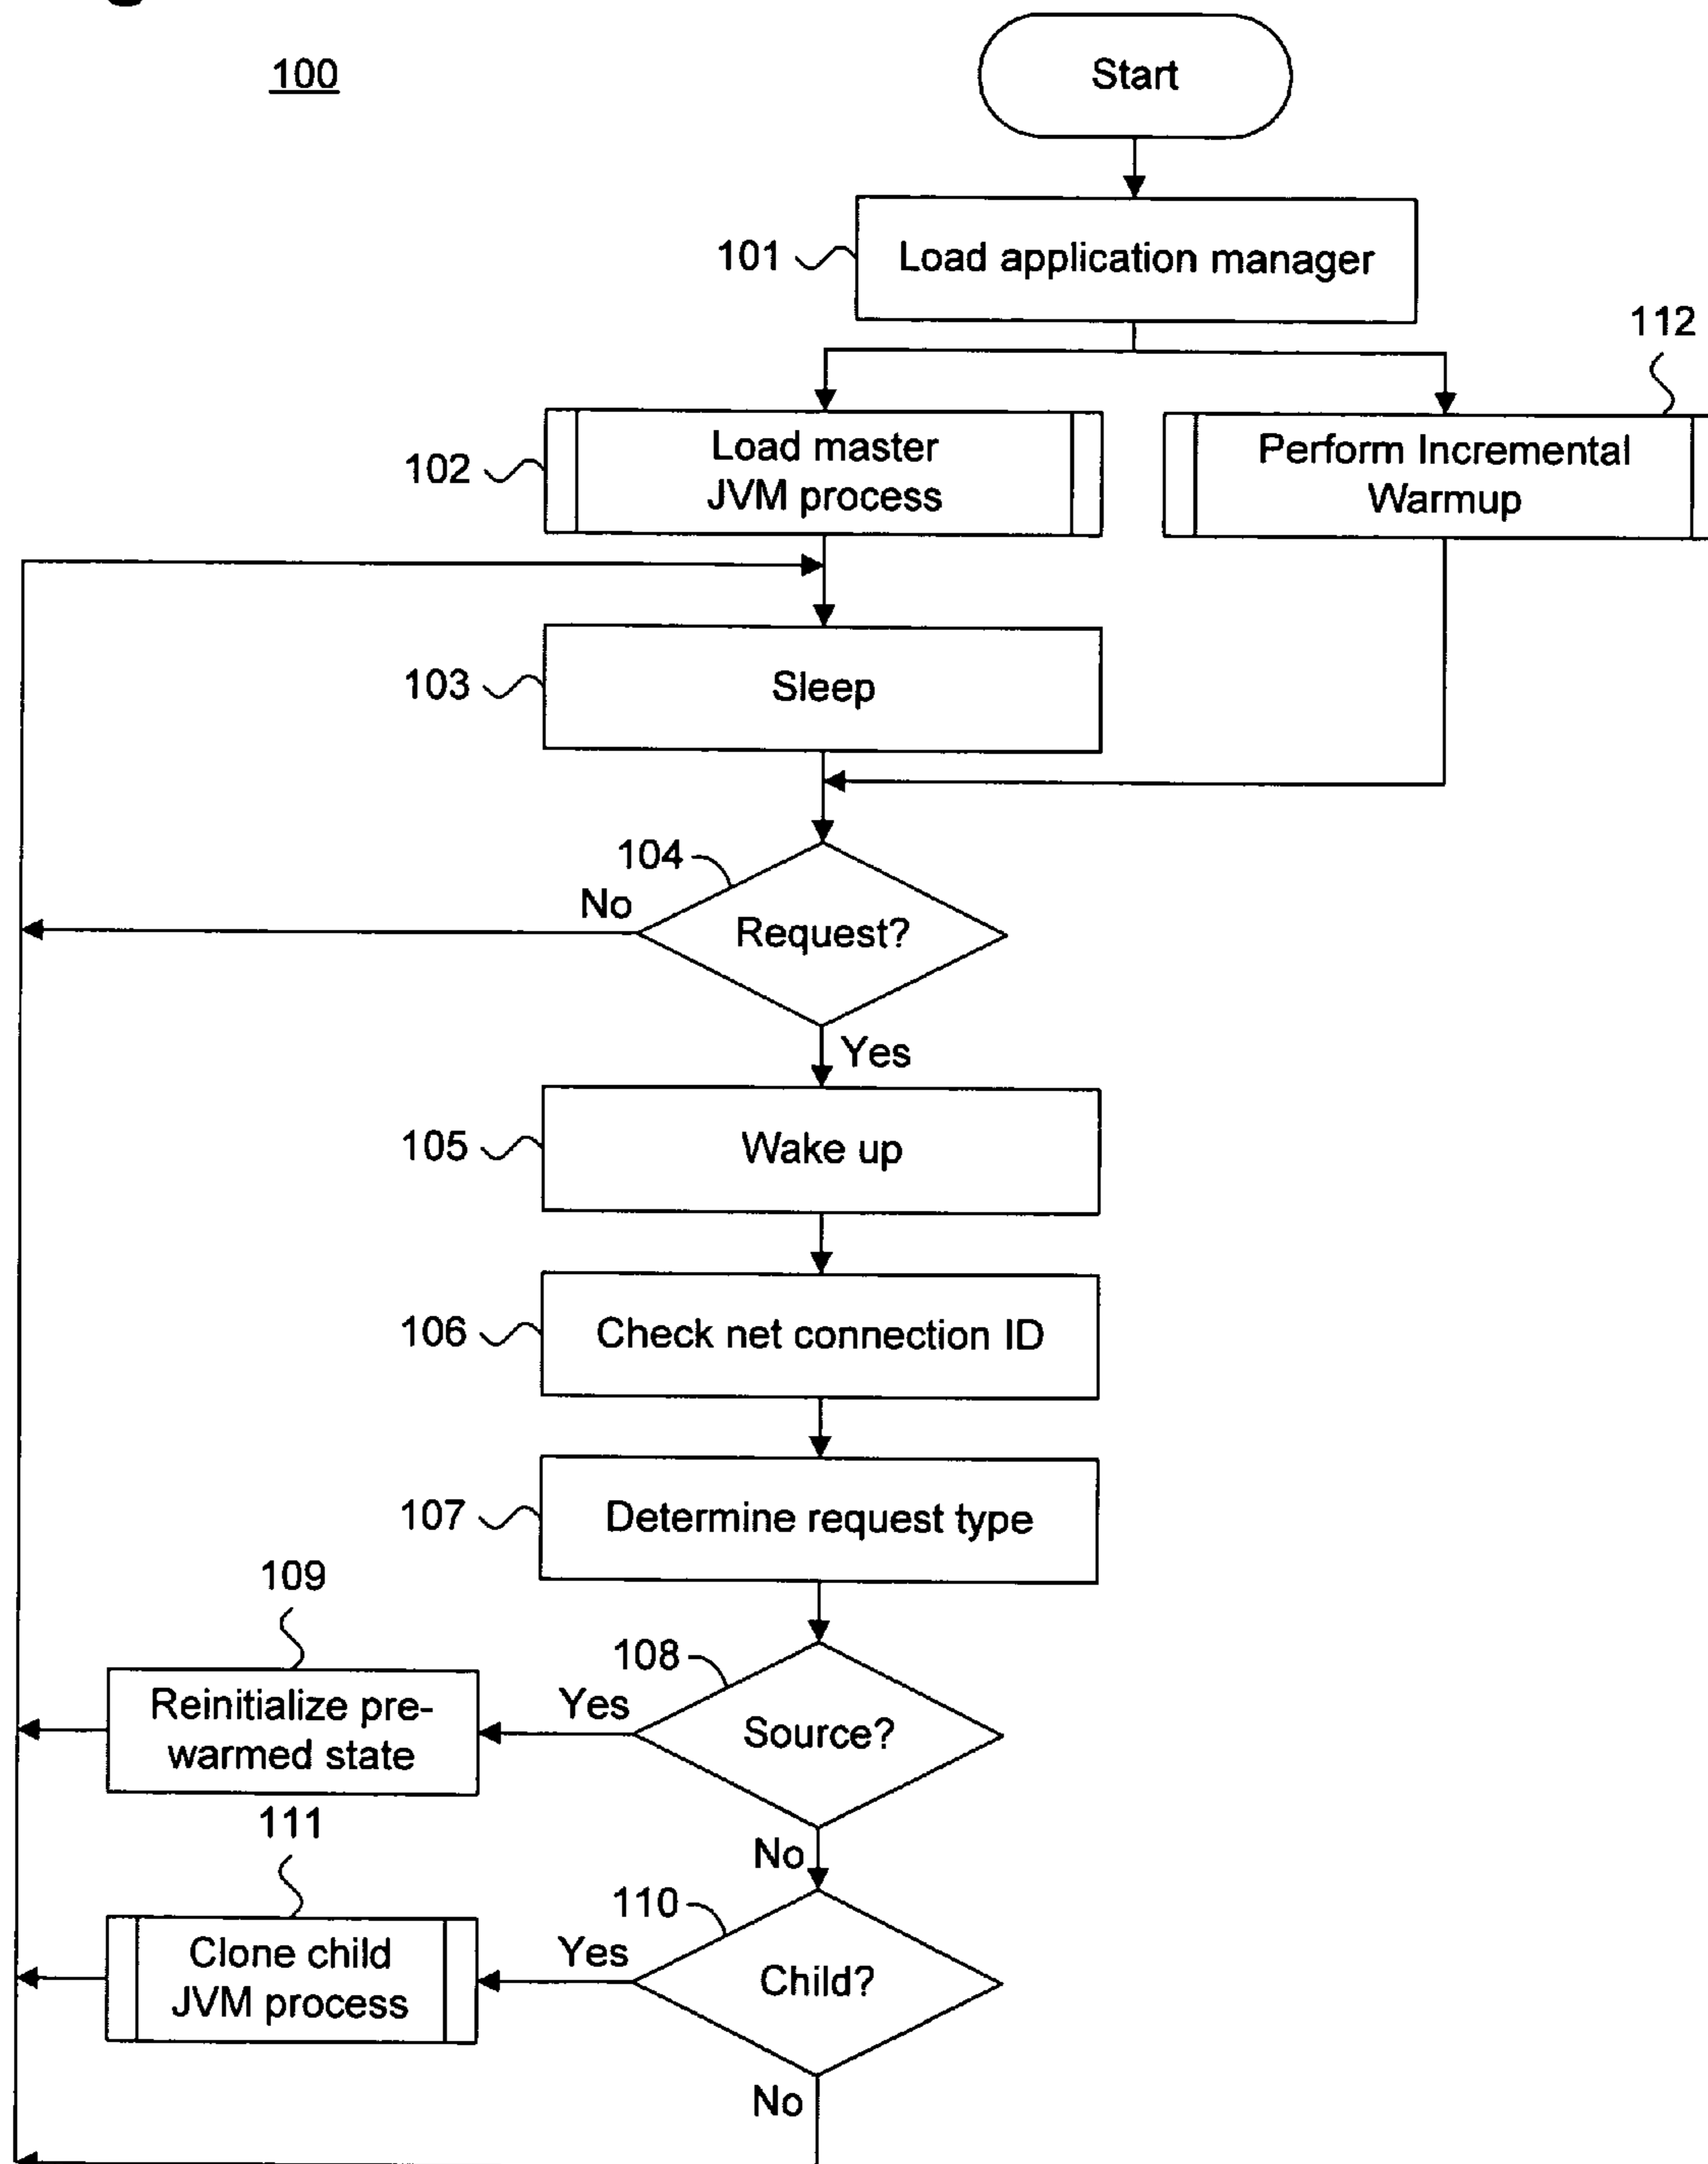 100
Start
101
Load application manager
112
102
Load master
JVM process
Perform Incremental
Warmup
103
Sleep
104
No
Request?
Yes
105
Wake up
106
Check net connection ID
107
Determine request type
109
108
Reinitialize pre-
warmed state
Yes
Source?
111
No
110
Clone child
JVM process
Yes
Child?
No